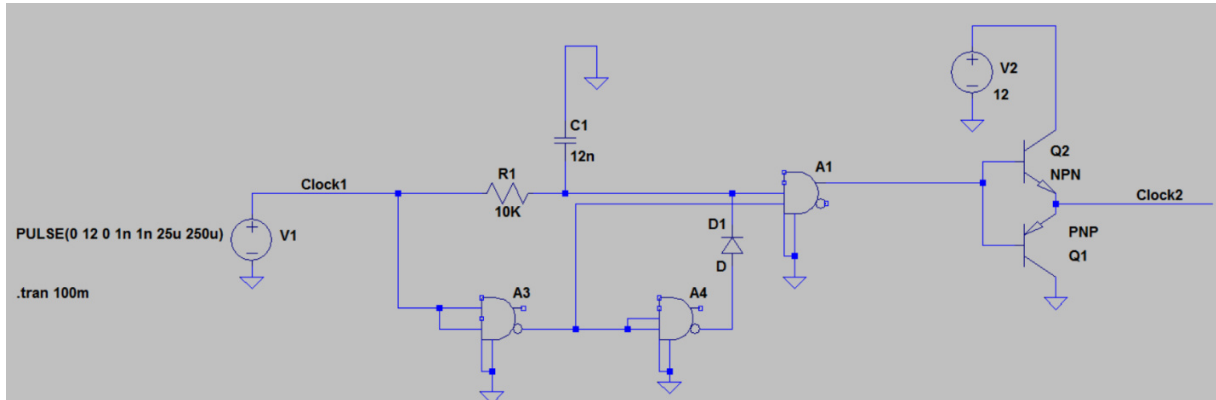 V2
12
C1
12n
Q2
NPN
A1
Clock1
R1
10K
Clock2
PULSE(0 12 0 1n 1n 25u 250u)
V1
D1
D
PNP
Q1
.tran 100m
A3
A4